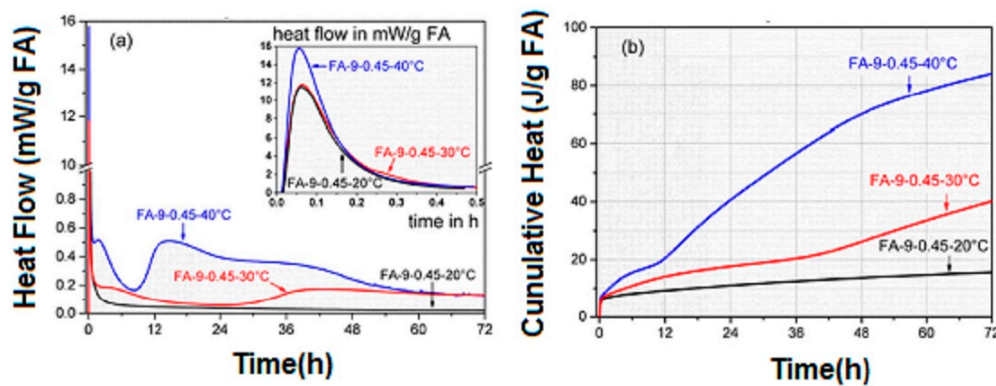 (a)
heat flow in mW/g FA
16
14
12
10
8
6
4
2
0
FA-9-0.45-40°C
FA-9-0.45-30°C
FA-9-0.45-20°C
0.0 0.1 0.2 0.3 0.4 0.5
time in h
Heat Flow (mW/g FA)
16
14
12
10
0.8
0.6
0.4
0.2
0.0
FA-9-0.45-40°C
FA-9-0.45-30°C
FA-9-0.45-20°C
0 12 24 36 48 60 72
Time(h)
(b)
Cunulative Heat (J/g FA)
100
80
60
40
20
0
FA-9-0.45-40°C
FA-9-0.45-30°C
FA-9-0.45-20°C
0 12 24 36 48 60 72
Time(h)